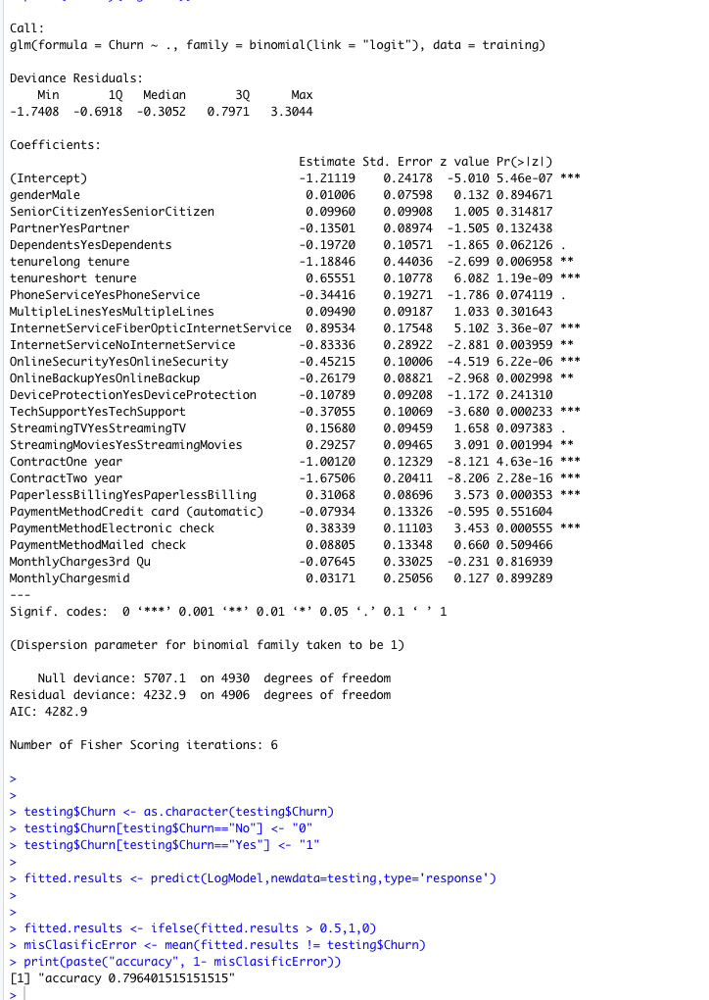 Call:
glm(formula = Churn ~ ., family = binomial(link = "logit"), data = training)
Deviance Residuals:
    Min       1Q   Median       3Q      Max
-1.7408  -0.6918  -0.3052   0.7971   3.3044
Coefficients:
                                      Estimate Std. Error z value Pr(>|z|)
(Intercept)                           -1.21119    0.24178  -5.010 5.46e-07 ***
genderMale                             0.01006    0.07598   0.132 0.894671
SeniorCitizenYesSeniorCitizen          0.09960    0.09908   1.005 0.314817
PartnerYesPartner                     -0.13501    0.08974  -1.505 0.132438
DependentsYesDependents               -0.19720    0.10571  -1.865 0.062126 .
tenurelong tenure                     -1.18846    0.44036  -2.699 0.006958 **
tenureshort tenure                     0.65551    0.10778   6.082 1.19e-09 ***
PhoneServiceYesPhoneService           -0.34416    0.19271  -1.786 0.074119 .
MultipleLinesYesMultipleLines          0.09490    0.09187   1.033 0.301643
InternetServiceFiberOpticInternetService  0.89534    0.17548   5.102 3.36e-07 ***
InternetServiceNoInternetService      -0.83336    0.28922  -2.881 0.003959 **
OnlineSecurityYesOnlineSecurity       -0.45215    0.10006  -4.519 6.22e-06 ***
OnlineBackupYesOnlineBackup           -0.26179    0.08821  -2.968 0.002998 **
DeviceProtectionYesDeviceProtection   -0.10789    0.09208  -1.172 0.241310
TechSupportYesTechSupport             -0.37055    0.10069  -3.680 0.000233 ***
StreamingTVYesStreamingTV              0.15680    0.09459   1.658 0.097383 .
StreamingMoviesYesStreamingMovies      0.29257    0.09465   3.091 0.001994 **
ContractOne year                      -1.00120    0.12329  -8.121 4.63e-16 ***
ContractTwo year                      -1.67506    0.20411  -8.206 2.28e-16 ***
PaperlessBillingYesPaperlessBilling    0.31068    0.08696   3.573 0.000353 ***
PaymentMethodCredit card (automatic)  -0.07934    0.13326  -0.595 0.551604
PaymentMethodElectronic check          0.38339    0.11103   3.453 0.000555 ***
PaymentMethodMailed check              0.08805    0.13348   0.660 0.509466
MonthlyCharges3rd Qu                  -0.07645    0.33025  -0.231 0.816939
MonthlyChargesmid                      0.03171    0.25056   0.127 0.899289
---
Signif. codes:  0 ‘***’ 0.001 ‘**’ 0.01 ‘*’ 0.05 ‘.’ 0.1 ‘ ’ 1
(Dispersion parameter for binomial family taken to be 1)
    Null deviance: 5707.1  on 4930  degrees of freedom
Residual deviance: 4232.9  on 4906  degrees of freedom
AIC: 4282.9
Number of Fisher Scoring iterations: 6
>
>
> testing$Churn <- as.character(testing$Churn)
> testing$Churn[testing$Churn=="No"] <- "0"
> testing$Churn[testing$Churn=="Yes"] <- "1"
>
> fitted.results <- predict(LogModel,newdata=testing,type='response')
>
>
> fitted.results <- ifelse(fitted.results > 0.5,1,0)
> misClasificError <- mean(fitted.results != testing$Churn)
> print(paste("accuracy", 1- misClasificError))
[1] "accuracy 0.796401515151515"
>